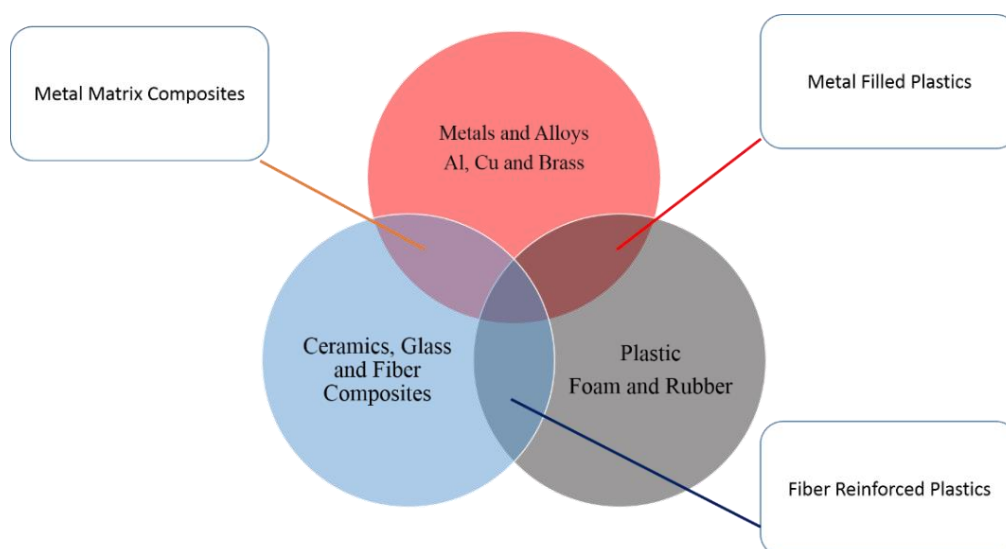 Metal Matrix Composites
Metal Filled Plastics
Metals and Alloys
Al, Cu and Brass
Ceramics, Glass
and Fiber
Composites
Plastic
Foam and Rubber
Fiber Reinforced Plastics